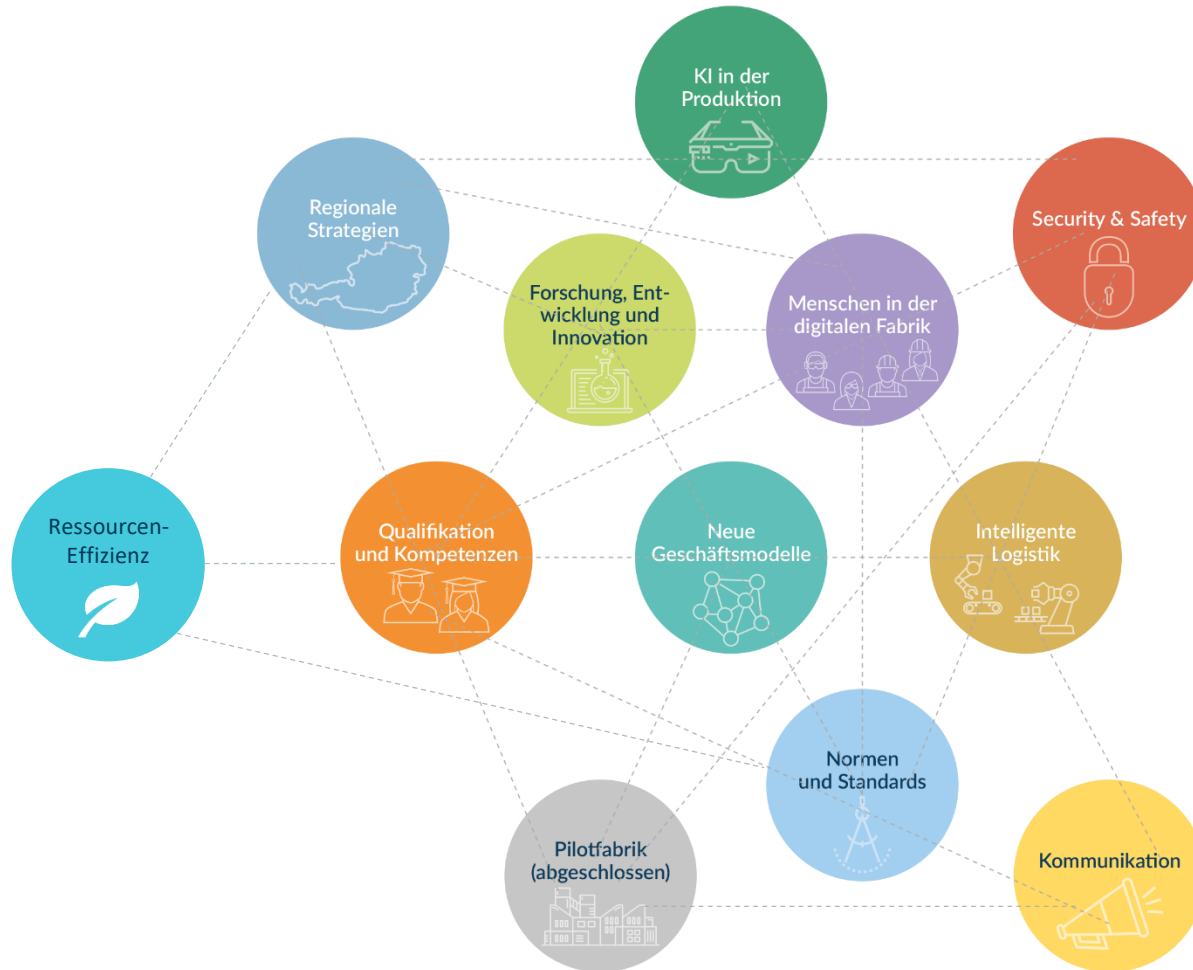 KI in der
Produktion
Regionale
Strategien
Security & Safety
Forschung, Ent-
wicklung und
Innovation
Menschen in der
digitalen Fabrik
Ressourcen-
Effizienz
Qualifikation
und Kompetenzen
Neue
Geschäftsmodelle
Intelligente
Logistik
Normen
und Standards
Pilotfabrik
(abgeschlossen)
Kommunikation